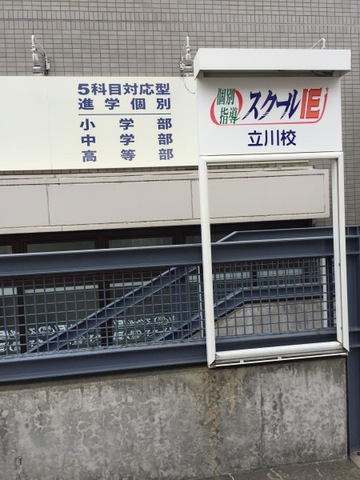 5科目対応型
進学個別
小学部
中学部
高等部
個別
指導
スクールIE
立川校